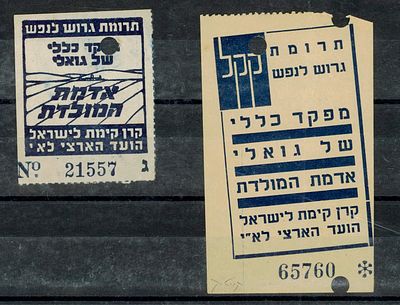 תרומת גרוש לנפש
קד כללי
של גואלי
אדמת
המולדת
קרן קימת לישראל
הועד הארצי לא״י
No. 21557 ג
תרומת
גרוש לנפש
קקל
מפקד כללי
של גואלי
אדמת המולדת
קרן קימת לישראל
הועד הארצי לא״י
65760 *